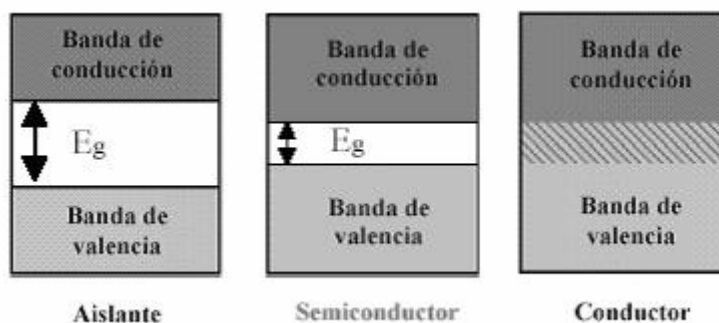 Banda de
conducción
Eg
Banda de
valencia
Aislante
Banda de
conducción
Eg
Banda de
valencia
Semiconductor
Banda de
conducción
Banda de
valencia
Conductor